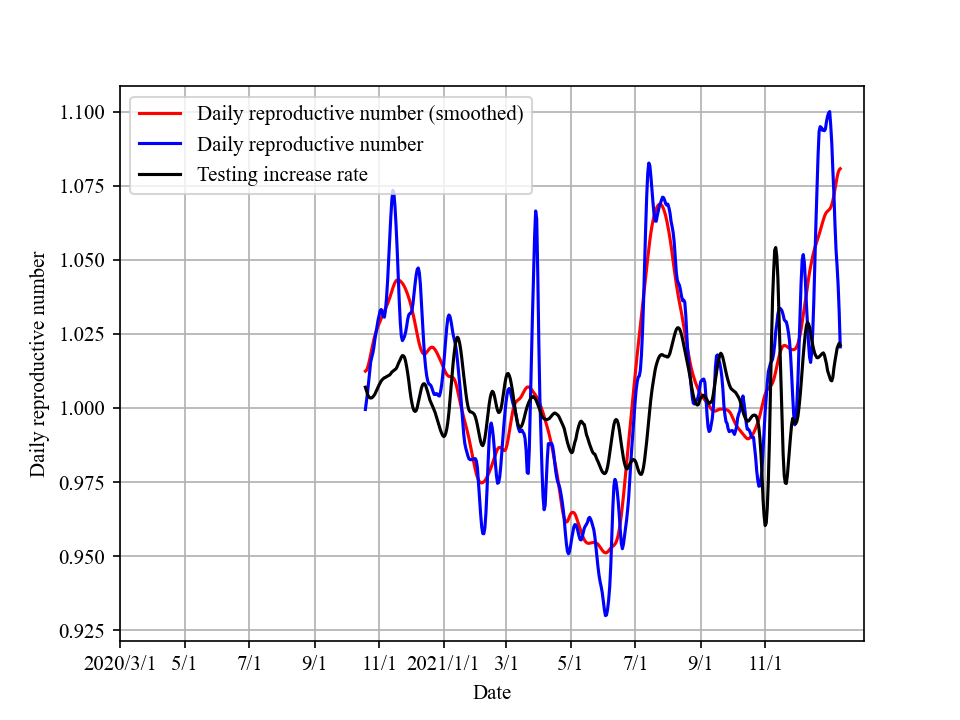 Daily reproductive number (smoothed)
Daily reproductive number
Testing increase rate
1.100
1.075
1.050
1.025
1.000
0.975
0.950
0.925
Daily reproductive number
2020/3/1 5/1 7/1 9/1 11/1 2021/1/1 3/1 5/1 7/1 9/1 11/1
Date